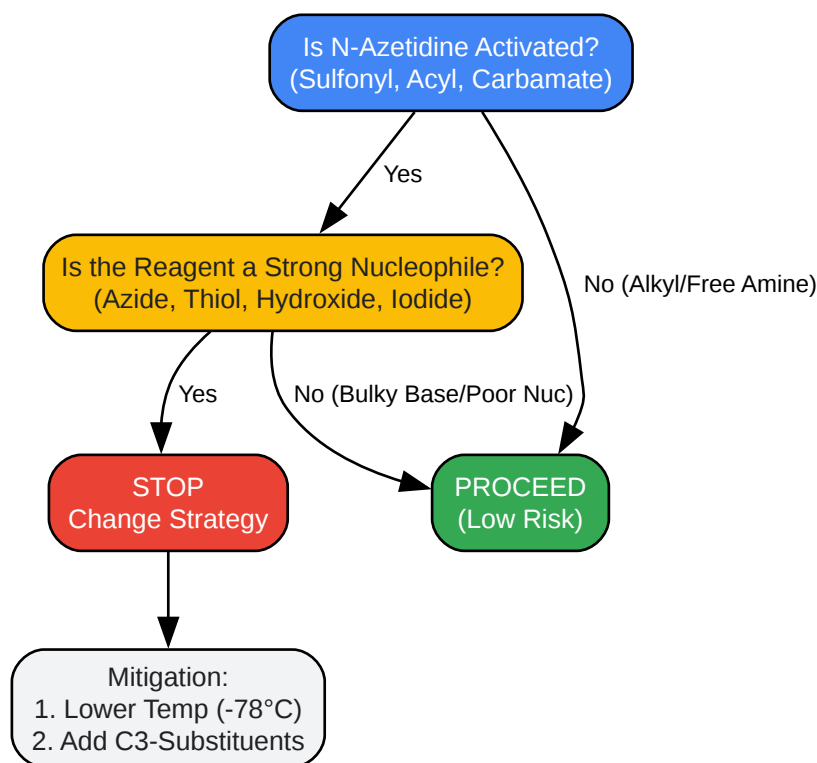 Is N-Azetidine Activated?
(Sulfonyl, Acyl, Carbamate)
Yes
Is the Reagent a Strong Nucleophile?
(Azide, Thiol, Hydroxide, Iodide)
No (Alkyl/Free Amine)
Yes
No (Bulky Base/Poor Nuc)
STOP
Change Strategy
PROCEED
(Low Risk)
Mitigation:
1. Lower Temp (-78°C)
2. Add C3-Substituents